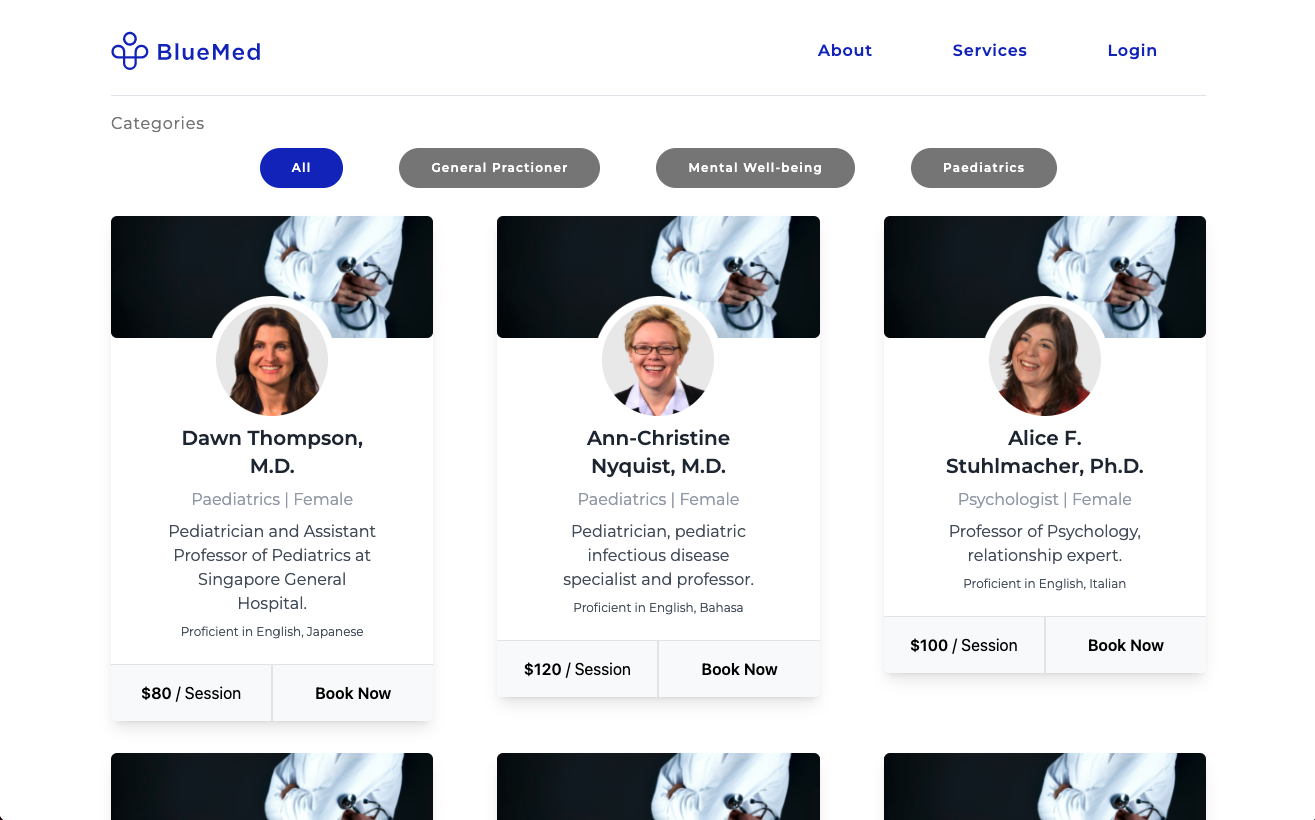 BlueMed
About
Services
Login
Categories
All
General Practioner
Mental Well-being
Paediatrics
Dawn Thompson,
M.D.
Paediatrics | Female
Pediatrician and Assistant
Professor of Pediatrics at
Singapore General
Hospital.
Proficient in English, Japanese
$80 / Session
Book Now
Ann-Christine
Nyquist, M.D.
Paediatrics | Female
Pediatrician, pediatric
infectious disease
specialist and professor.
Proficient in English, Bahasa
$120 / Session
Book Now
Alice F.
Stuhlmacher, Ph.D.
Psychologist | Female
Professor of Psychology,
relationship expert.
Proficient in English, Italian
$100 / Session
Book Now